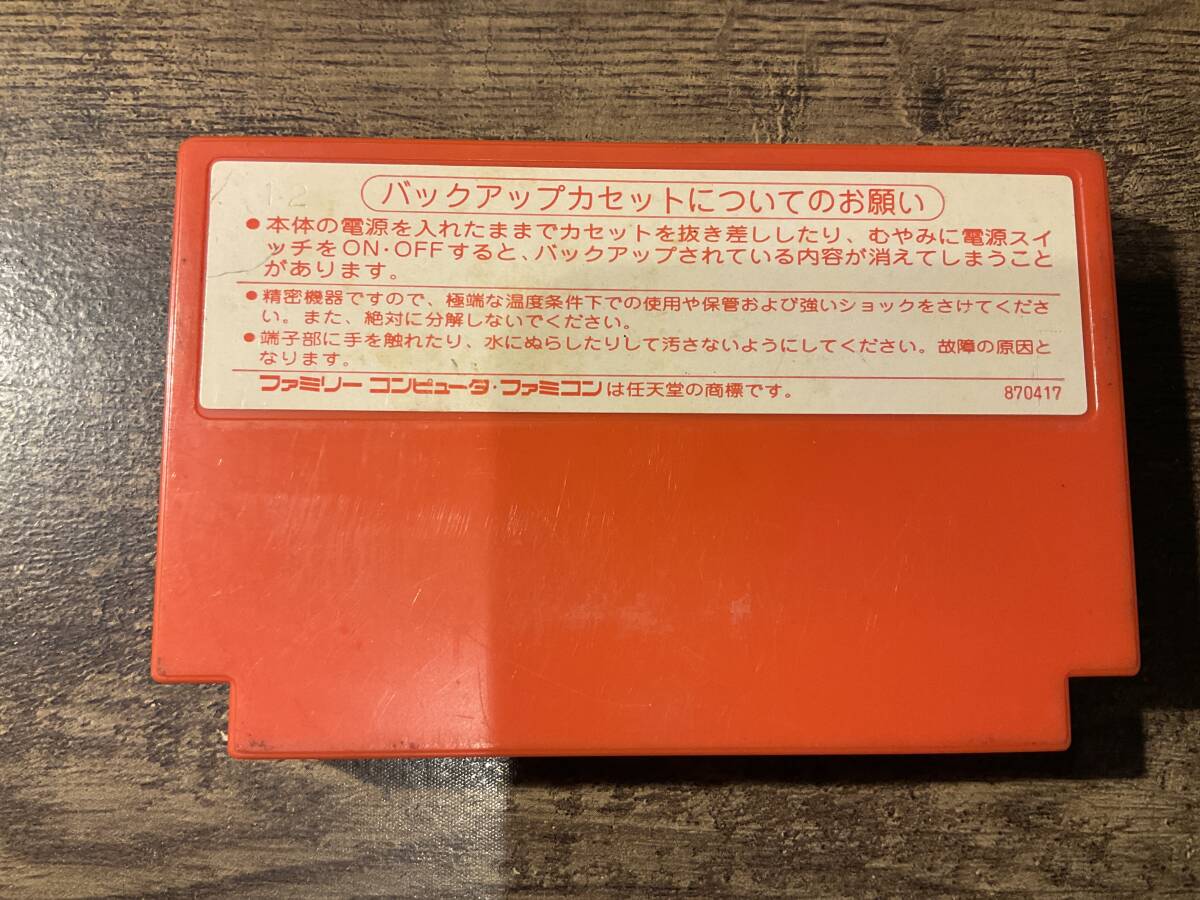 1・2
バックアップカセットについてのお願い
●本体の電源を入れたままでカセットを抜き差ししたり、むやみに電源スイ
ッチをON・OFFすると、バックアップされている内容が消えてしまうこと
があります。
●精密機器ですので、極端な温度条件下での使用や保管および強いショックをさけてくださ
い。また、絶対に分解しないでください。
●端子部に手を触れたり、水にぬらしたりして汚さないようにしてください。故障の原因と
なります。
ファミリー コンピュータ・ファミコンは任天堂の商標です。
870417